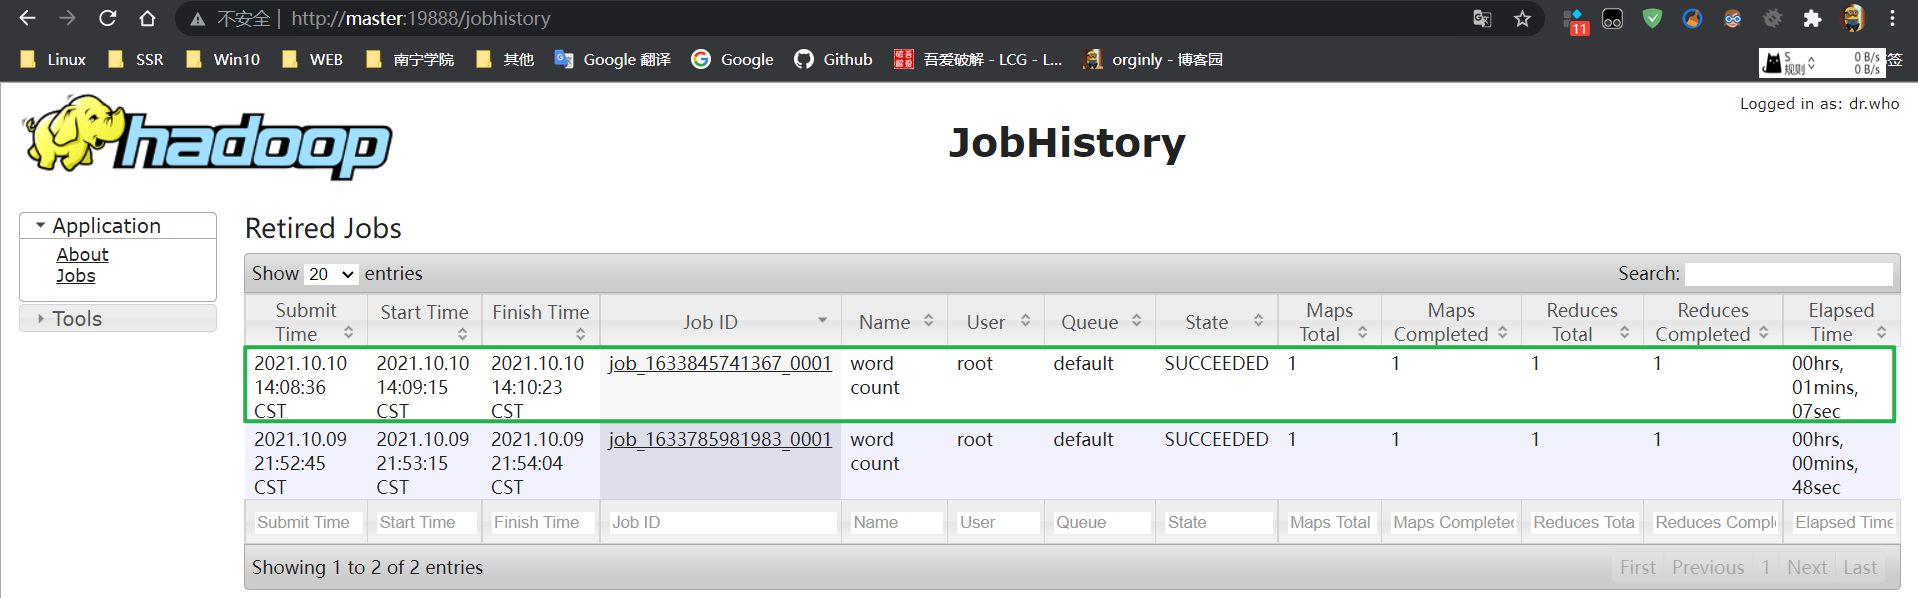 不安全 | http://master:19888/jobhistory
11
Linux SSR Win10 WEB 南宁学院 其他 Google 翻译 Google Github 吾爱破解 - LCG - L... orginly - 博客园
S 0 B/s
规则 0 B/s
签
Logged in as: dr.who
hadoop
JobHistory
Application
About
Jobs
Tools
Retired Jobs
Show 20 entries Search:
Submit Time Start Time Finish Time Job ID Name User Queue State Maps Total Maps Completed Reduces Total Reduces Completed Elapsed Time
2021.10.10 14:08:36 CST 2021.10.10 14:09:15 CST 2021.10.10 14:10:23 CST job_1633845741367_0001 word count root default SUCCEEDED 1 1 1 1 00hrs, 01mins, 07sec
2021.10.09 21:52:45 CST 2021.10.09 21:53:15 CST 2021.10.09 21:54:04 CST job_1633785981983_0001 word count root default SUCCEEDED 1 1 1 1 00hrs, 00mins, 48sec
Submit Time Start Time Finish Time Job ID Name User Queue State Maps Total Maps Completed Reduces Tota Reduces Compl Elapsed Time
Showing 1 to 2 of 2 entries First Previous 1 Next Last